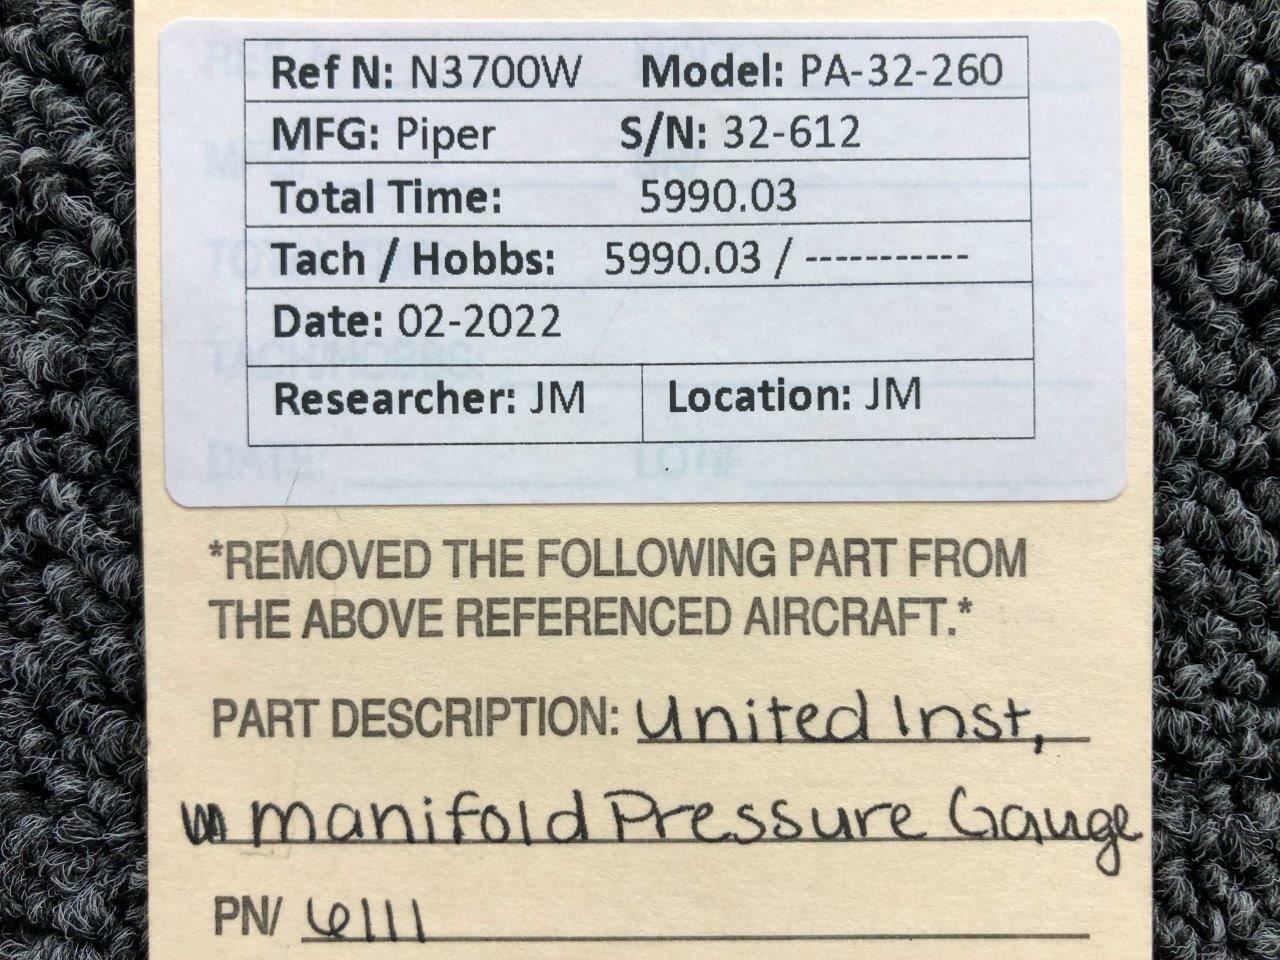 Ref N: N3700W Model: PA-32-260
MFG: Piper S/N: 32-612
Total Time: 5990.03
Tach / Hobbs: 5990.03 / -----------
Date: 02-2022
Researcher: JM Location: JM
*REMOVED THE FOLLOWING PART FROM
THE ABOVE REFERENCED AIRCRAFT.*
PART DESCRIPTION: United Inst,
manifold Pressure Gauge
PN/ 6111